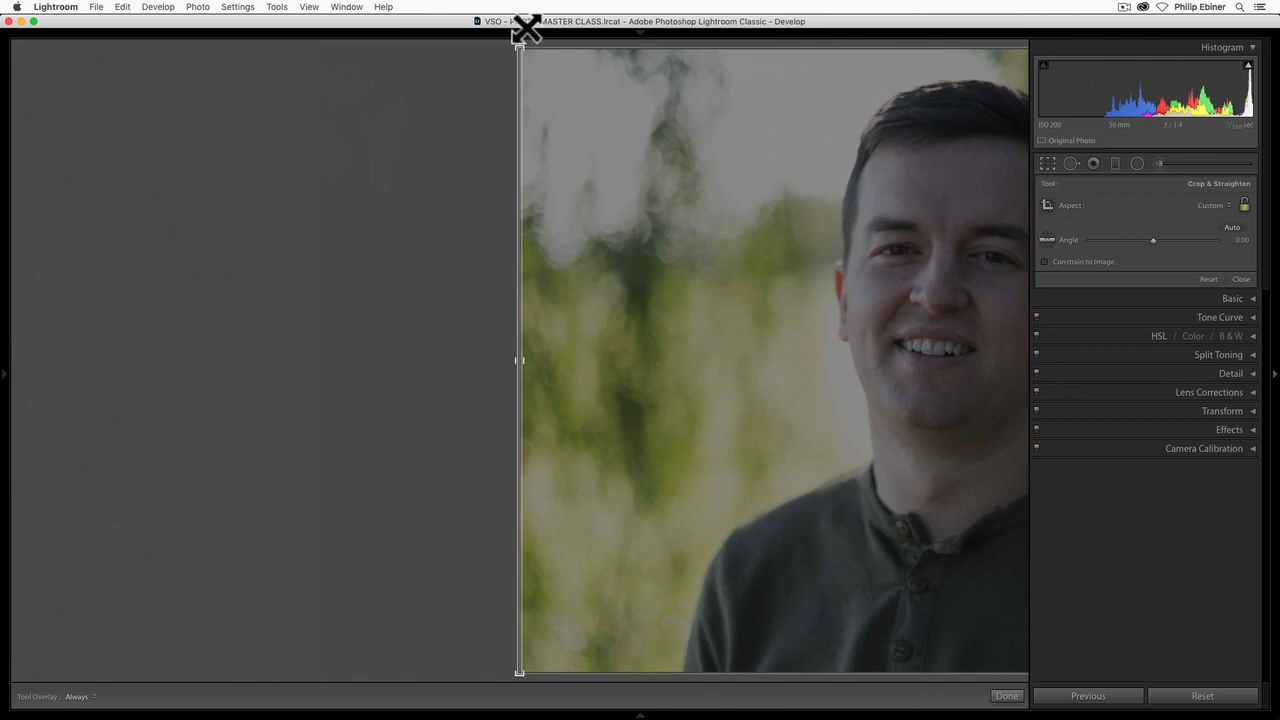 Lightroom File Edit Develop Photo Settings Tools View Window Help Philip Ebiner
VSO - MASTER CLASS.lrcat - Adobe Photoshop Lightroom Classic - Develop
Histogram
ISO 200 56 mm ƒ / 1.4 sec
Original Photo
Tool : Crop & Straighten
Aspect : Custom
Auto
Angle 0.00
Constrain to Image
Reset Close
Basic
Tone Curve
HSL / Color / B & W
Split Toning
Detail
Lens Corrections
Transform
Effects
Camera Calibration
Tool Overlay : Always Done Previous Reset